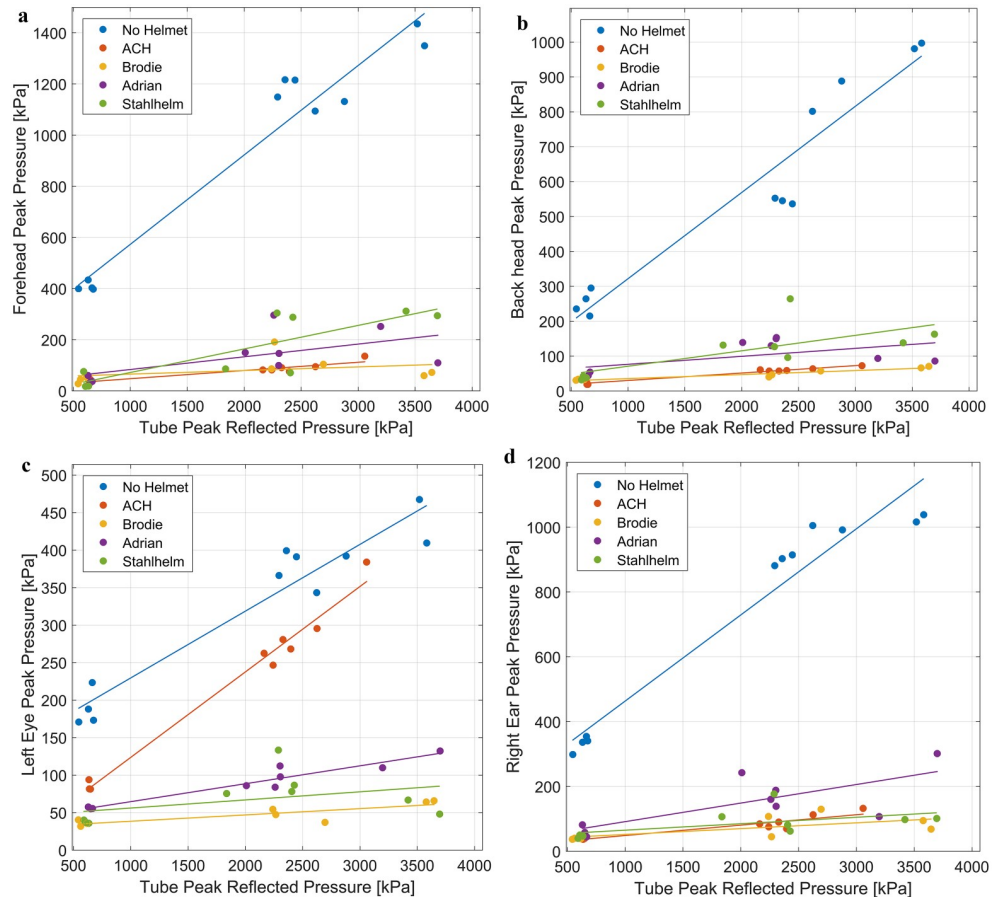 a
Forehead Peak Pressure [kPa]
1400
1200
1000
800
600
400
200
0
500 1000 1500 2000 2500 3000 3500 4000
Tube Peak Reflected Pressure [kPa]
No Helmet
ACH
Brodie
Adrian
Stahlhelm
b
Back head Peak Pressure [kPa]
1000
900
800
700
600
500
400
300
200
100
0
500 1000 1500 2000 2500 3000 3500 4000
Tube Peak Reflected Pressure [kPa]
No Helmet
ACH
Brodie
Adrian
Stahlhelm
c
Left Eye Peak Pressure [kPa]
500
450
400
350
300
250
200
150
100
50
0
500 1000 1500 2000 2500 3000 3500 4000
Tube Peak Reflected Pressure [kPa]
No Helmet
ACH
Brodie
Adrian
Stahlhelm
d
Right Ear Peak Pressure [kPa]
1200
1000
800
600
400
200
0
500 1000 1500 2000 2500 3000 3500 4000
Tube Peak Reflected Pressure [kPa]
No Helmet
ACH
Brodie
Adrian
Stahlhelm